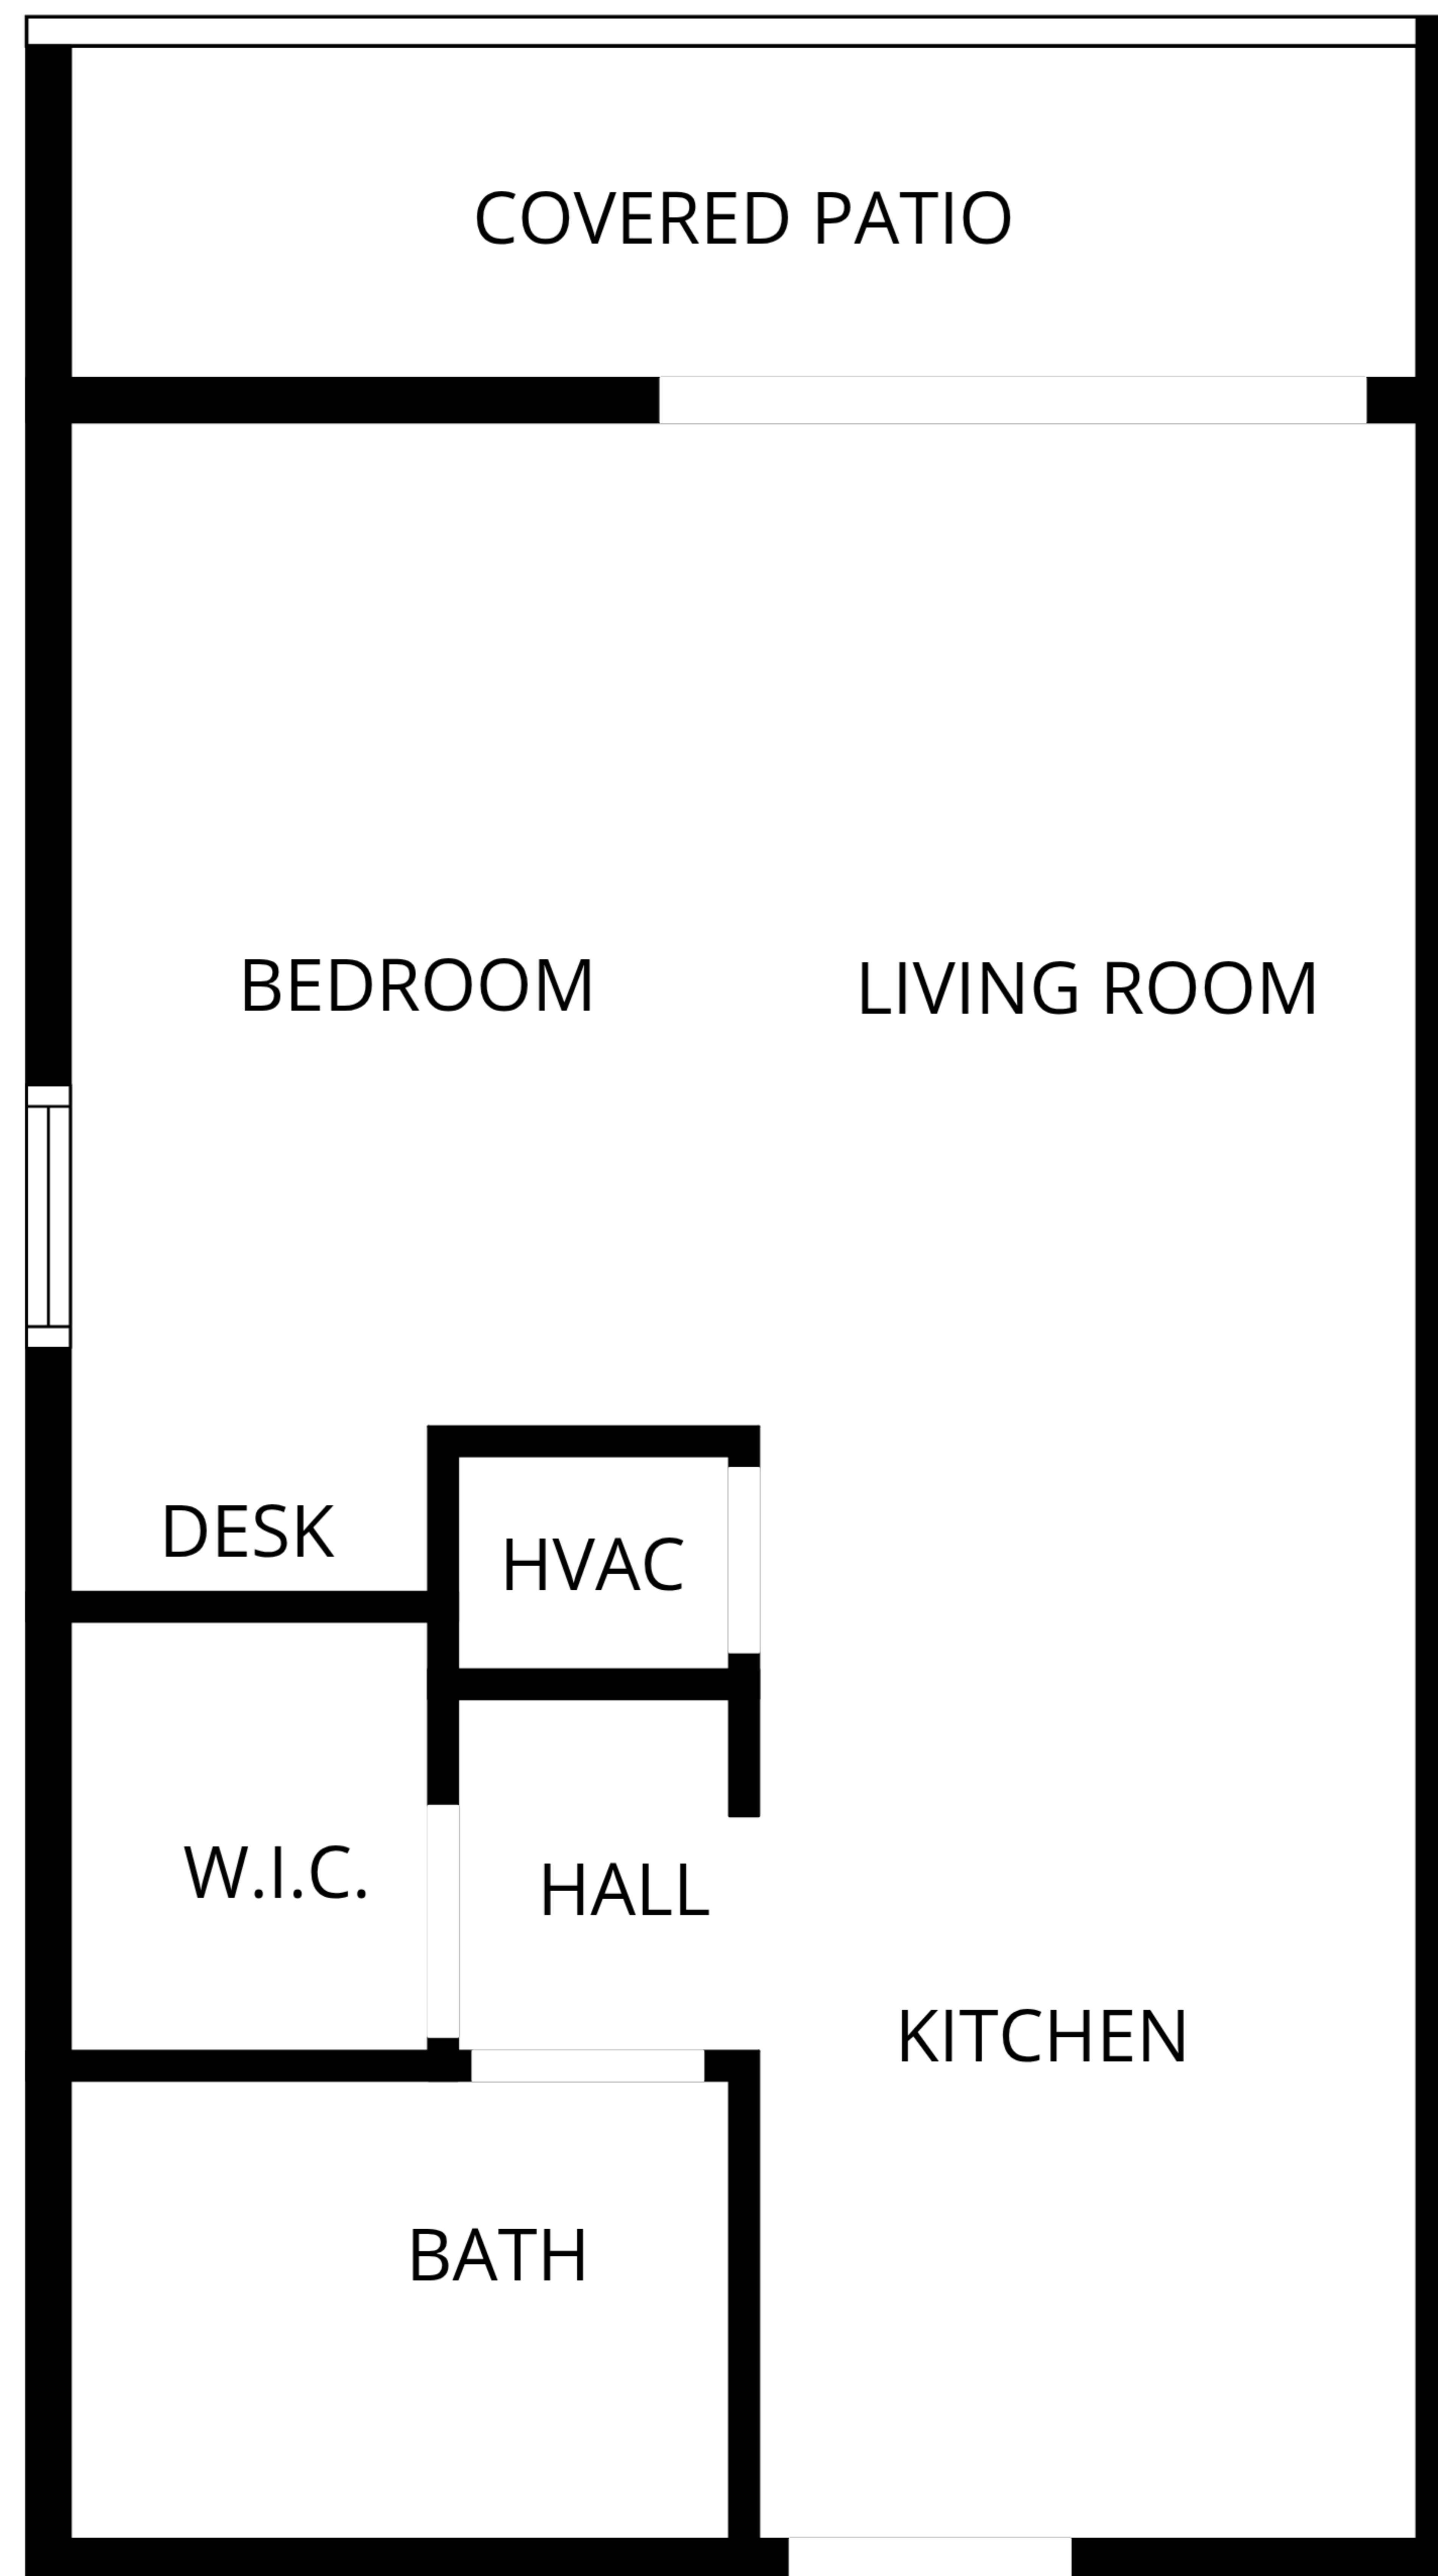 COVERED PATIO
BEDROOM
LIVING ROOM
DESK
HVAC
W.I.C.
HALL
KITCHEN
BATH